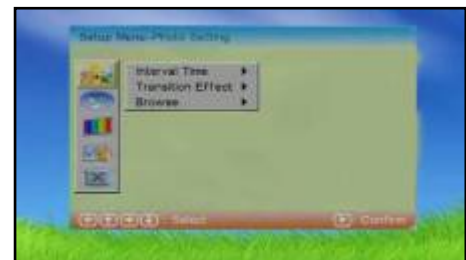 Setup Menu-Photo Setting
Interval Time
Transition Effect
Browse
: Select
Confirm